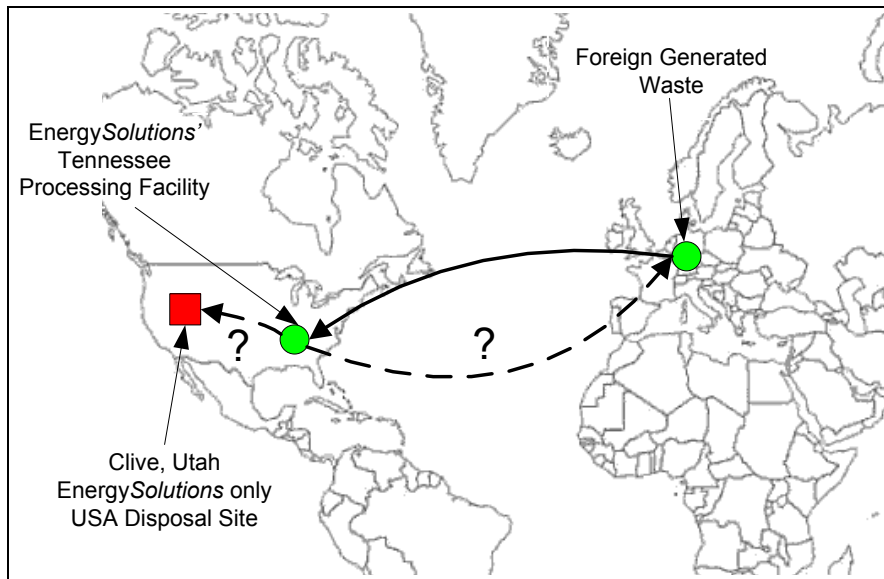 Foreign Generated
Waste
EnergySolutions'
Tennessee
Processing Facility
?
?
Clive, Utah
EnergySolutions only
USA Disposal Site